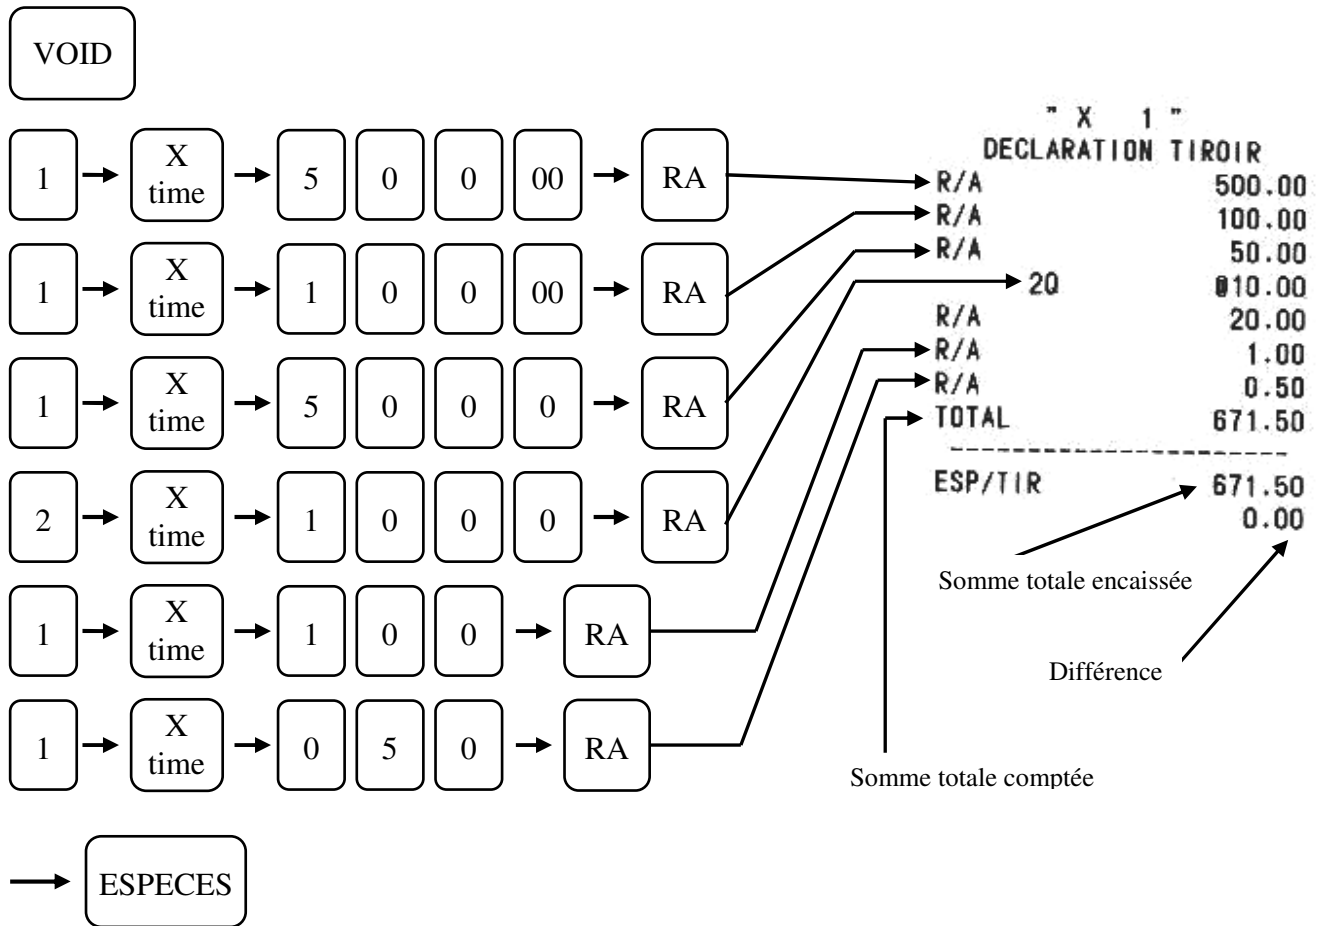 VOID
1 X time 5 0 0 00 RA
1 X time 1 0 0 00 RA
1 X time 5 0 0 0 RA
2 X time 1 0 0 0 RA
1 X time 1 0 0 RA
1 X time 0 5 0 RA
ESPECES
" X 1 "
DECLARATION TIROIR
R/A 500.00
R/A 100.00
R/A 50.00
2Q @10.00
R/A 20.00
R/A 1.00
R/A 0.50
TOTAL 671.50
--------------------------------
ESP/TIR 671.50
0.00
Somme totale encaissée
Différence
Somme totale comptée